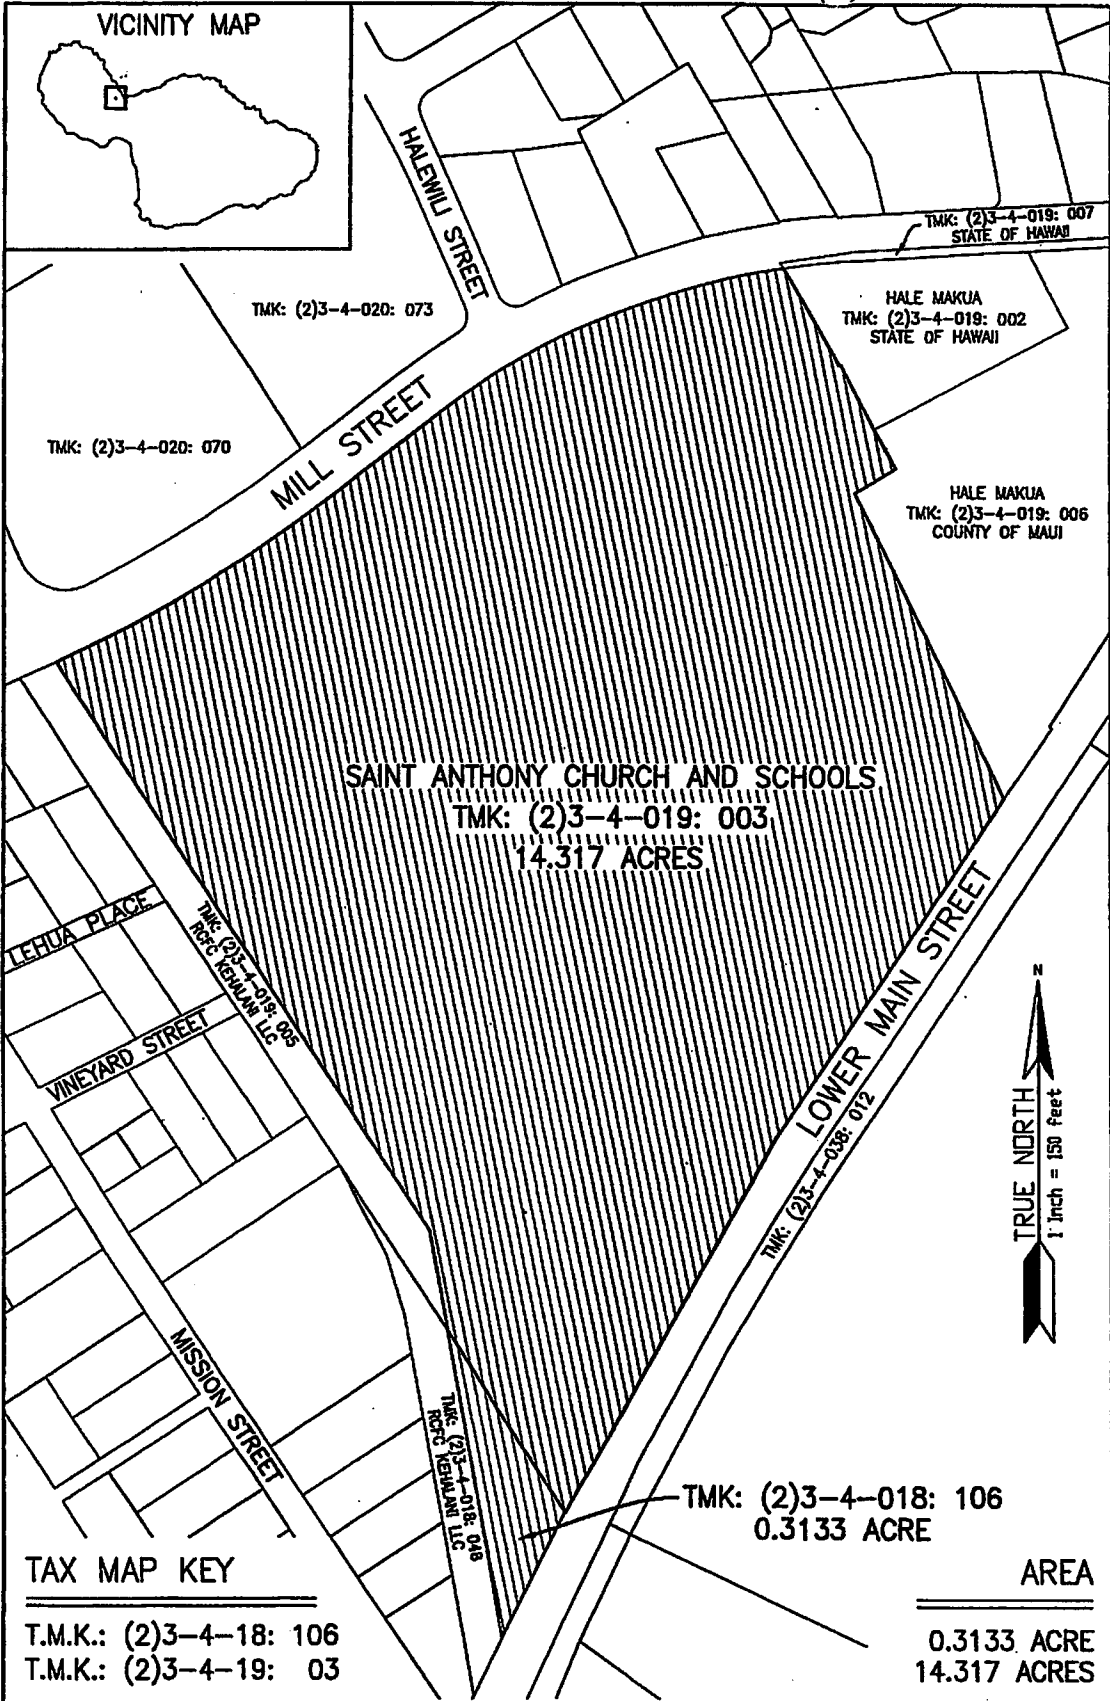 VICINITY MAP
HALEWILI STREET
TMK: (2)3-4-019: 007
STATE OF HAWAII
TMK: (2)3-4-020: 073
HALE MAKUA
TMK: (2)3-4-019: 002
STATE OF HAWAII
MILL STREET
TMK: (2)3-4-020: 070
HALE MAKUA
TMK: (2)3-4-019: 006
COUNTY OF MAUI
SAINT ANTHONY CHURCH AND SCHOOLS
TMK: (2)3-4-019: 003
14.317 ACRES
LEHUA PLACE
TMK: (2)3-4-019: 005
RCFC KEHALANI LLC
VINEYARD STREET
LOWER MAIN STREET
TMK: (2)3-4-038: 012
N
TRUE NORTH
1 Inch = 150 feet
MISSION STREET
TMK: (2)3-4-018: 048
RCFC KEHALANI LLC
TMK: (2)3-4-018: 106
0.3133 ACRE
TAX MAP KEY
T.M.K.: (2)3-4-18: 106
T.M.K.: (2)3-4-19: 03
AREA
0.3133 ACRE
14.317 ACRES